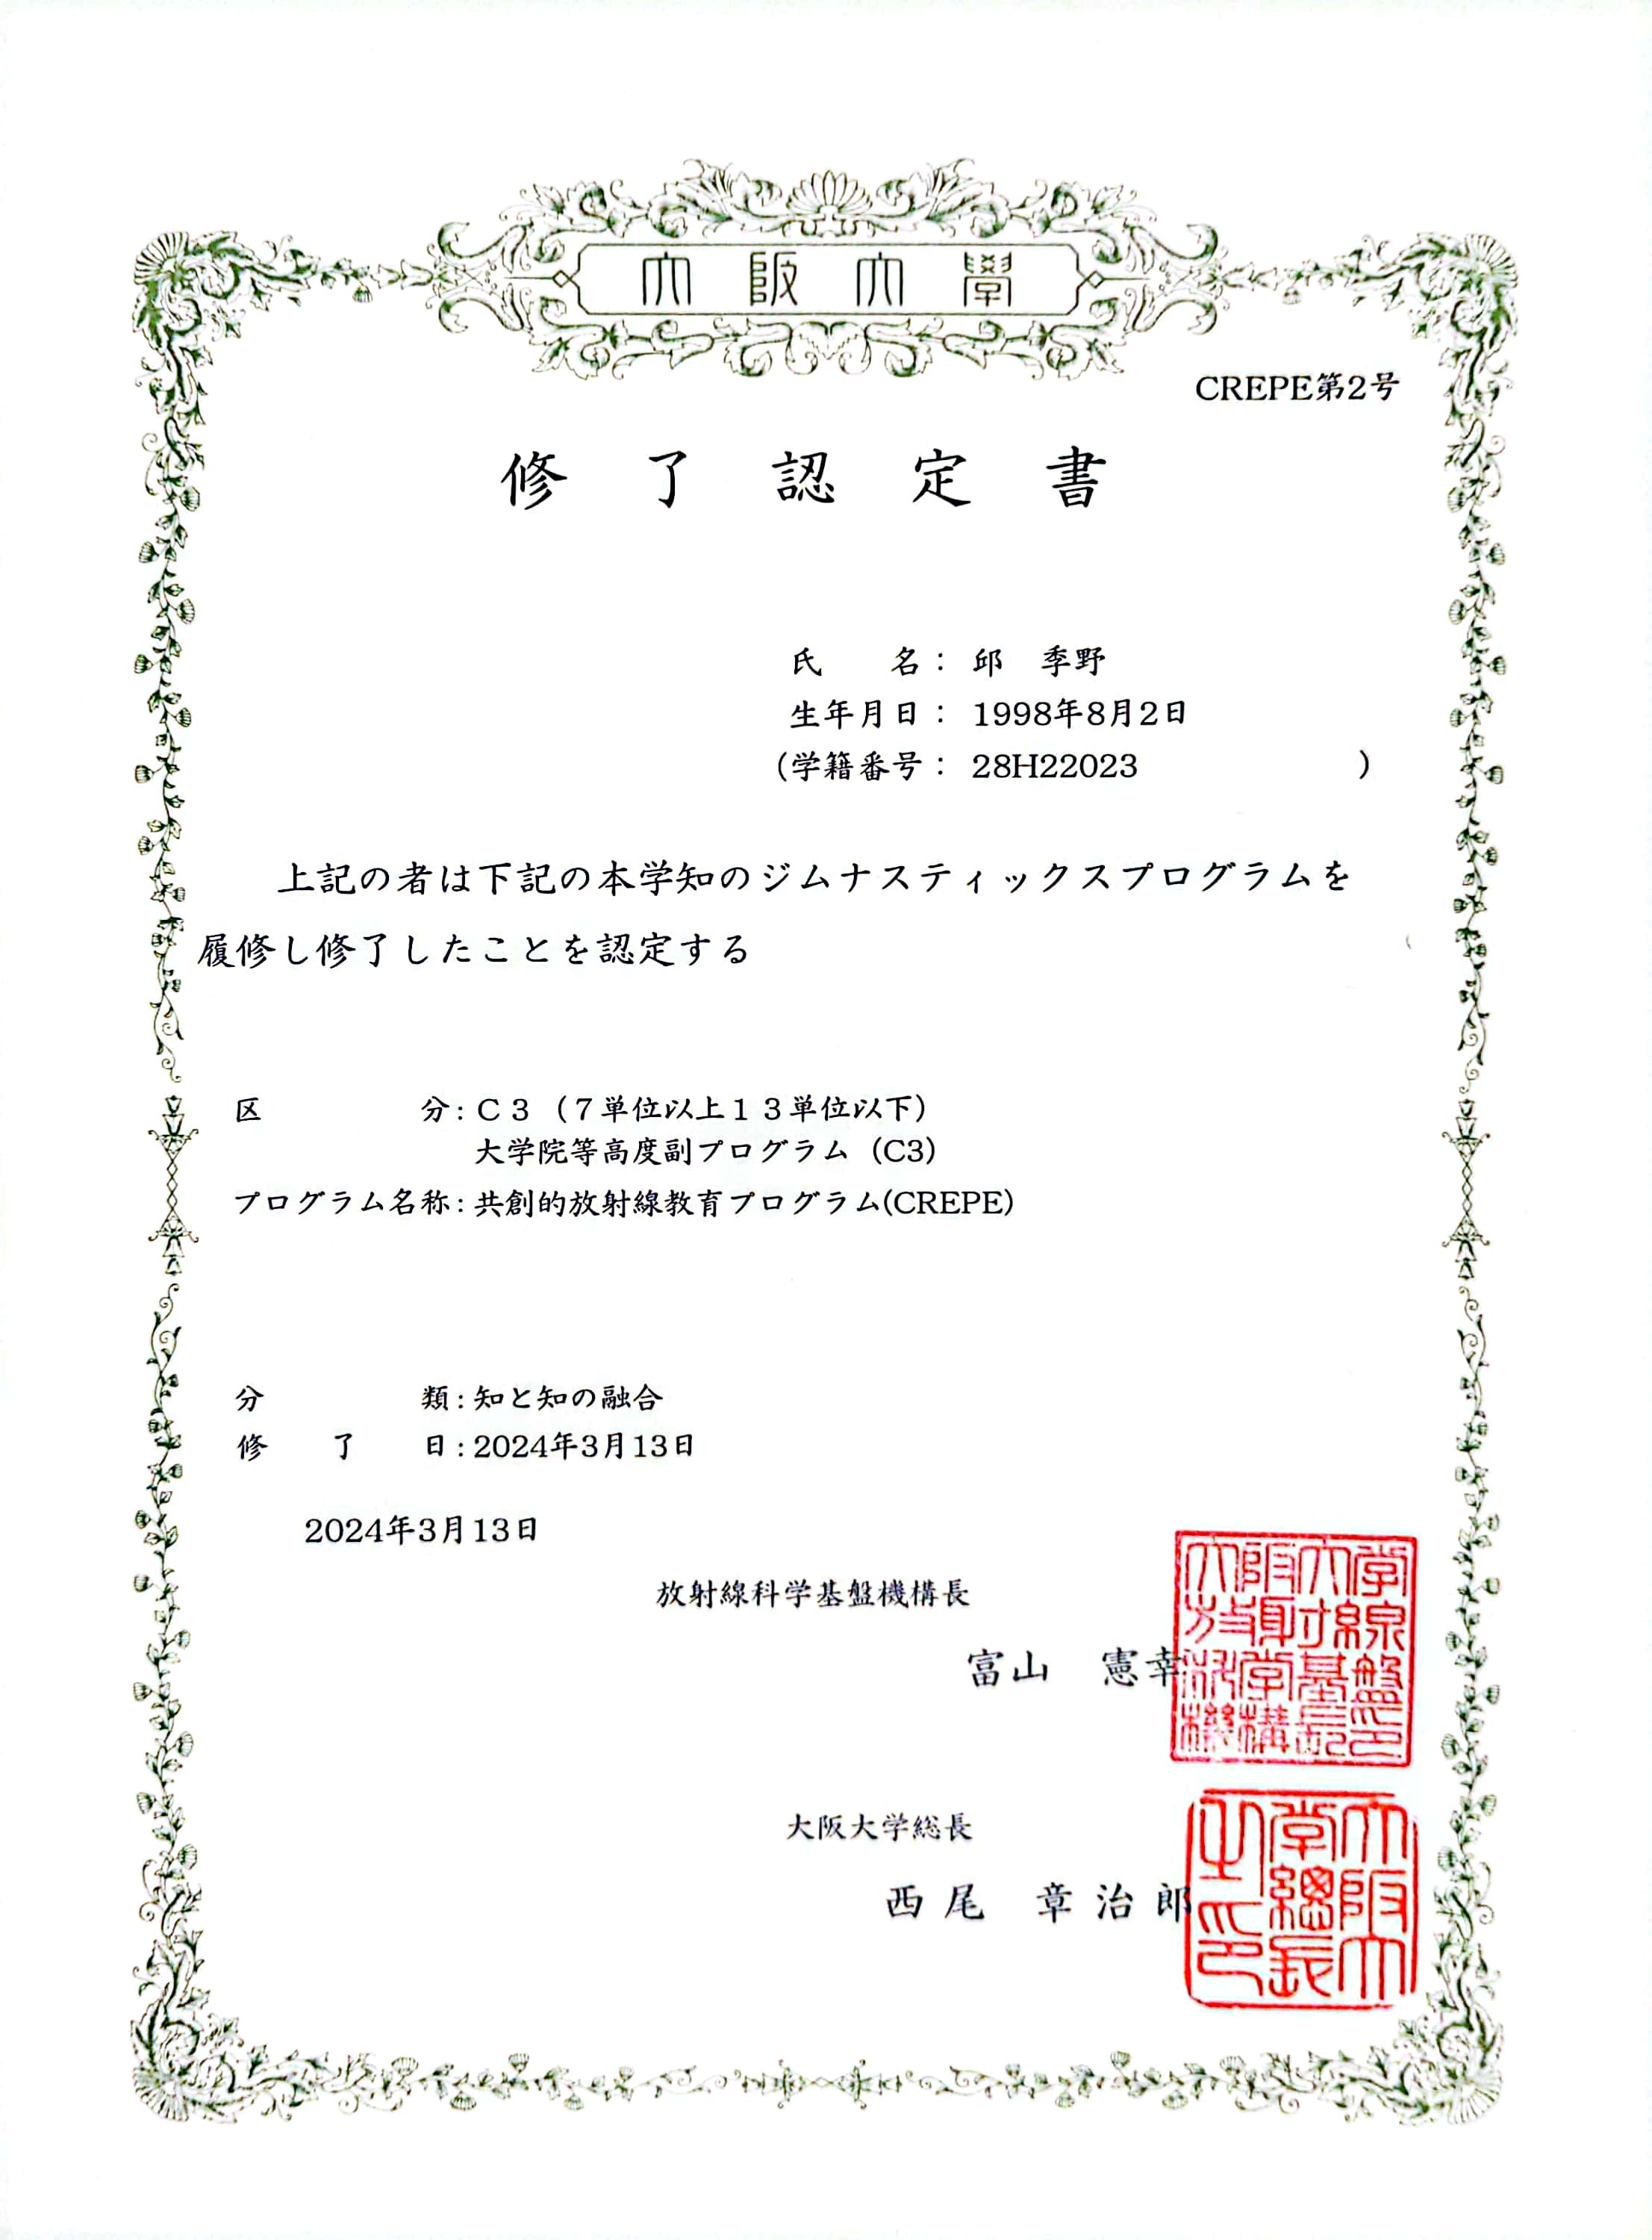 大阪大學
CREPE第2号
修了認定書
氏　名：邱　季野
生年月日：1998年8月2日
(学籍番号：28H22023 )
上記の者は下記の本学知のジムナスティックスプログラムを
履修し修了したことを認定する
区　分：C３（７単位以上１３単位以下）
大学院等高度副プログラム（C3）
プログラム名称：共創的放射線教育プログラム(CREPE)
分　類：知と知の融合
修　了　日：2024年3月13日
2024年3月13日
放射線科学基盤機構長
富山　憲幸
大阪大学
放射線
科学基盤
機構長印
大阪大学総長
西尾　章治郎
大阪大
学總長
之印